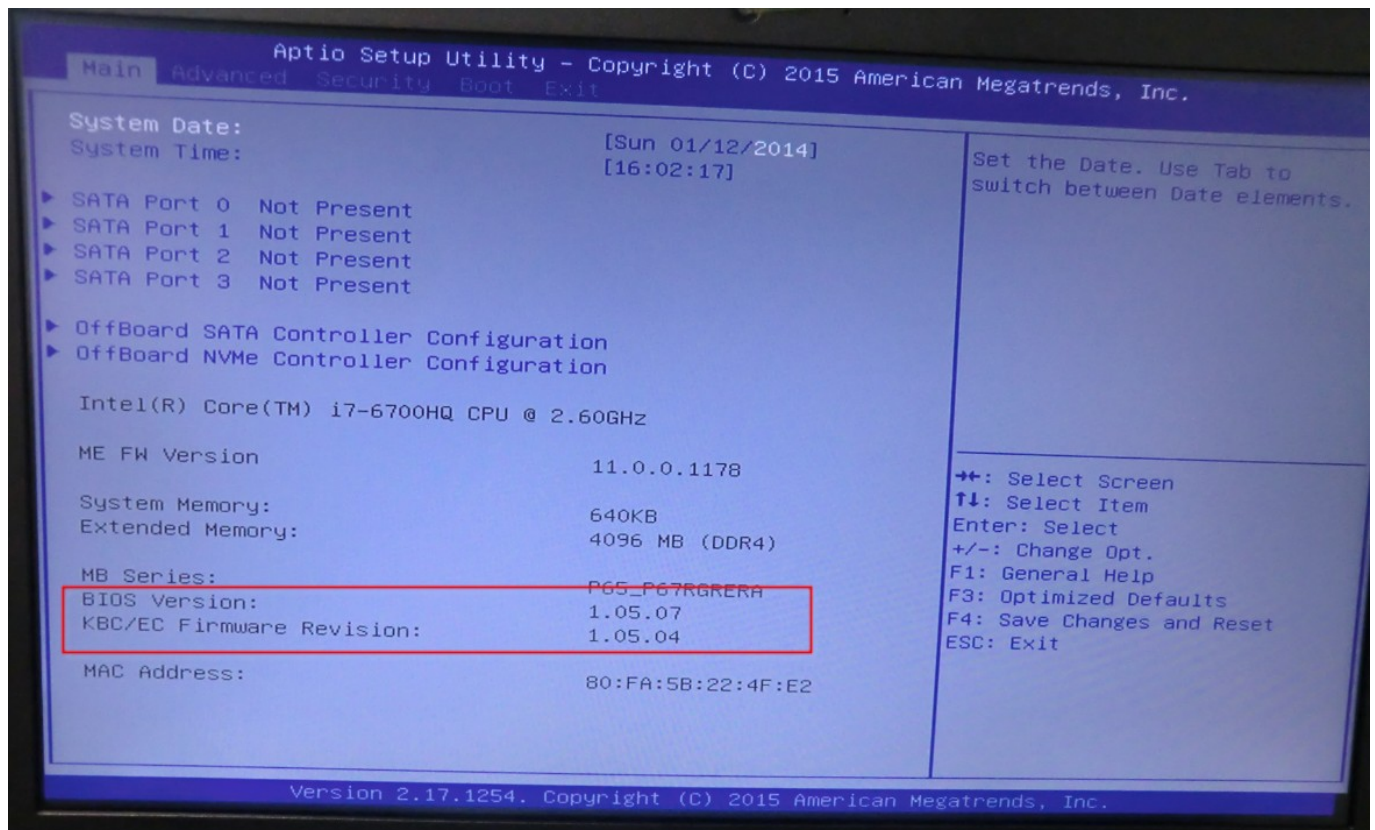 Aptio Setup Utility - Copyright (C) 2015 American Megatrends, Inc.
Main Advanced Security Boot Exit
System Date: [Sun 01/12/2014]
System Time: [16:02:17]
SATA Port 0 Not Present
SATA Port 1 Not Present
SATA Port 2 Not Present
SATA Port 3 Not Present
OffBoard SATA Controller Configuration
OffBoard NVMe Controller Configuration
Intel(R) Core(TM) i7-6700HQ CPU @ 2.60GHz
ME FW Version 11.0.0.1178
System Memory: 640KB
Extended Memory: 4096 MB (DDR4)
MB Series: P65_P67RGRERA
BIOS Version: 1.05.07
KBC/EC Firmware Revision: 1.05.04
MAC Address: 80:FA:5B:22:4F:E2
Set the Date. Use Tab to
switch between Date elements.
→←: Select Screen
↑↓: Select Item
Enter: Select
+/-: Change Opt.
F1: General Help
F3: Optimized Defaults
F4: Save Changes and Reset
ESC: Exit
Version 2.17.1254. Copyright (C) 2015 American Megatrends, Inc.